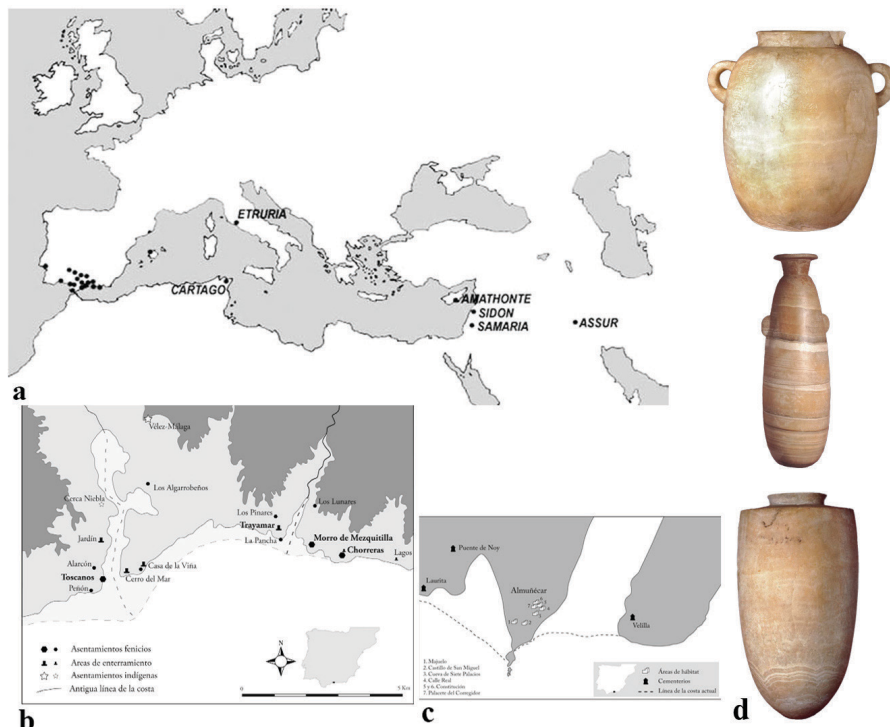 ETRURIA
CARTAGO
AMATHONTE
SIDON
SAMARIA
ASSUR
a
Vélez-Málaga
Los Algarrobeños
Cerca Niebla
Los Pinares
Los Lunares
Trayamar
Jardín
La Pancha
Morro de Mezquitilla
Chorreras
Lagos
Alarcón
Casa de la Viña
Toscanos
Cerro del Mar
Peñón
Asentamientos fenicios
Areas de enterramiento
Asentamientos indígenas
Antigua línea de la costa
N
0
5 Km
b
Puente de Noy
Laurita
Almuñécar
Velilla
1. Majuelo
2. Castillo de San Miguel
3. Cueva de Siete Palacios
4. Calle Real
5 y 6. Constitución
7. Palacete del Corregidor
Áreas de hábitat
Cementerios
Línea de la costa actual
c
d